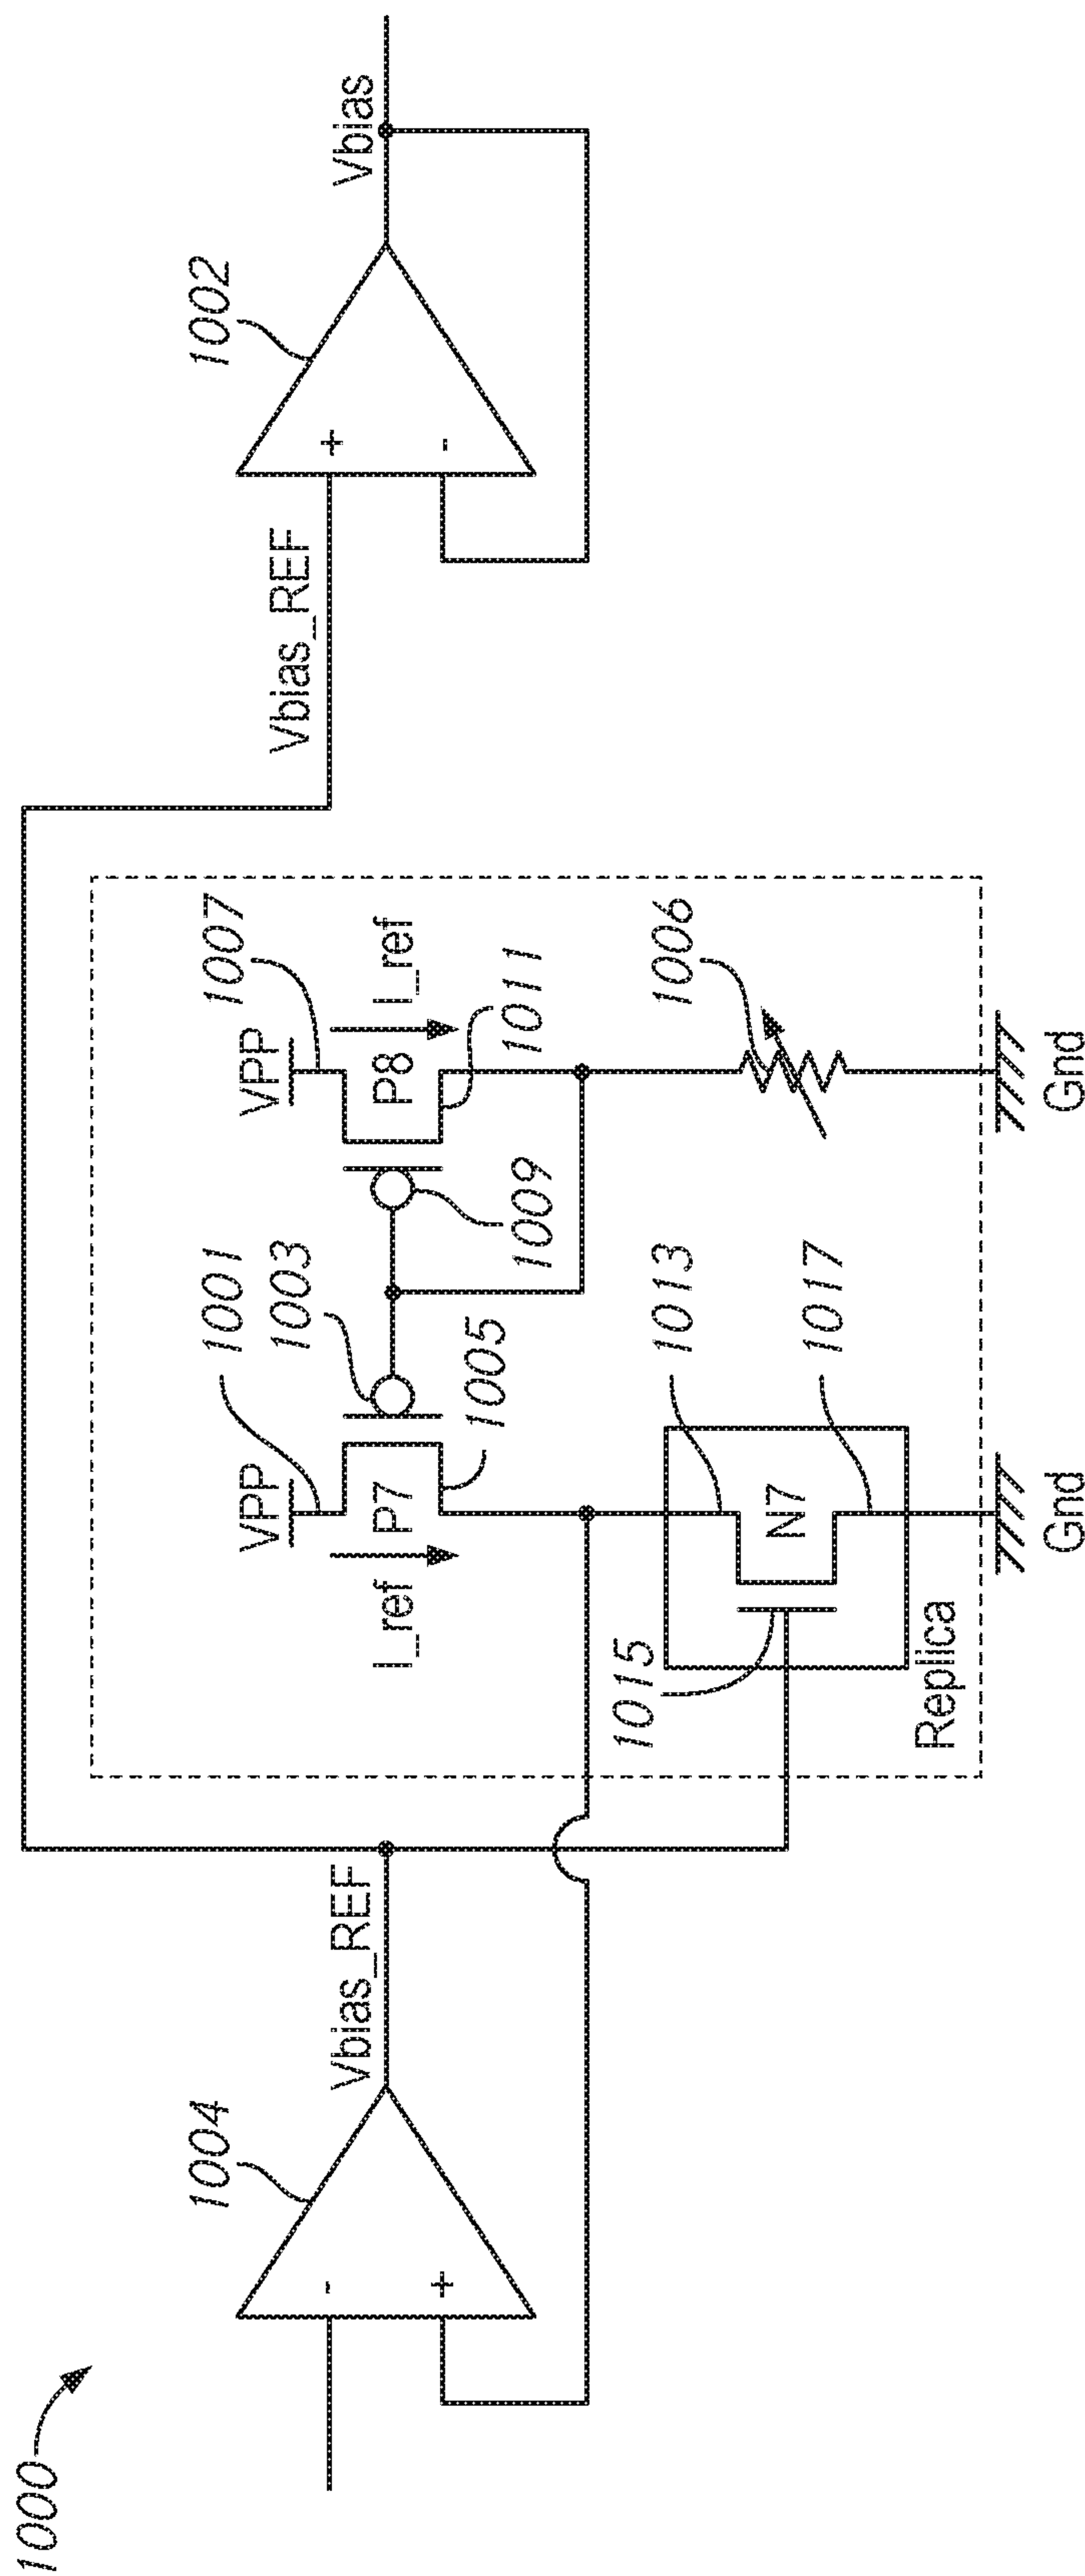 1000
1004
-
+
Vbias_REF
VPP
1001
1003
P7
I_ref
1005
VPP
1007
P8
I_ref
1009
1011
1013
1015
N7
1017
Replica
Gnd
1006
Gnd
Vbias_REF
1002
+
-
Vbias